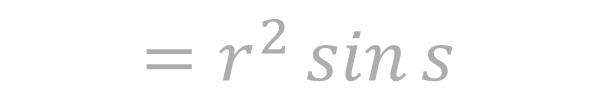 = r² sin s